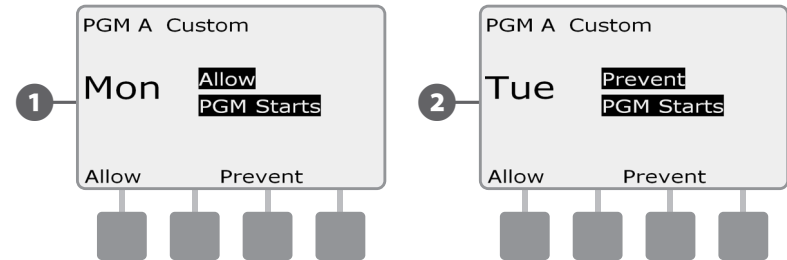 PGM A Custom
1
Mon
Allow
PGM Starts
Allow Prevent
PGM A Custom
2
Tue
Prevent
PGM Starts
Allow Prevent